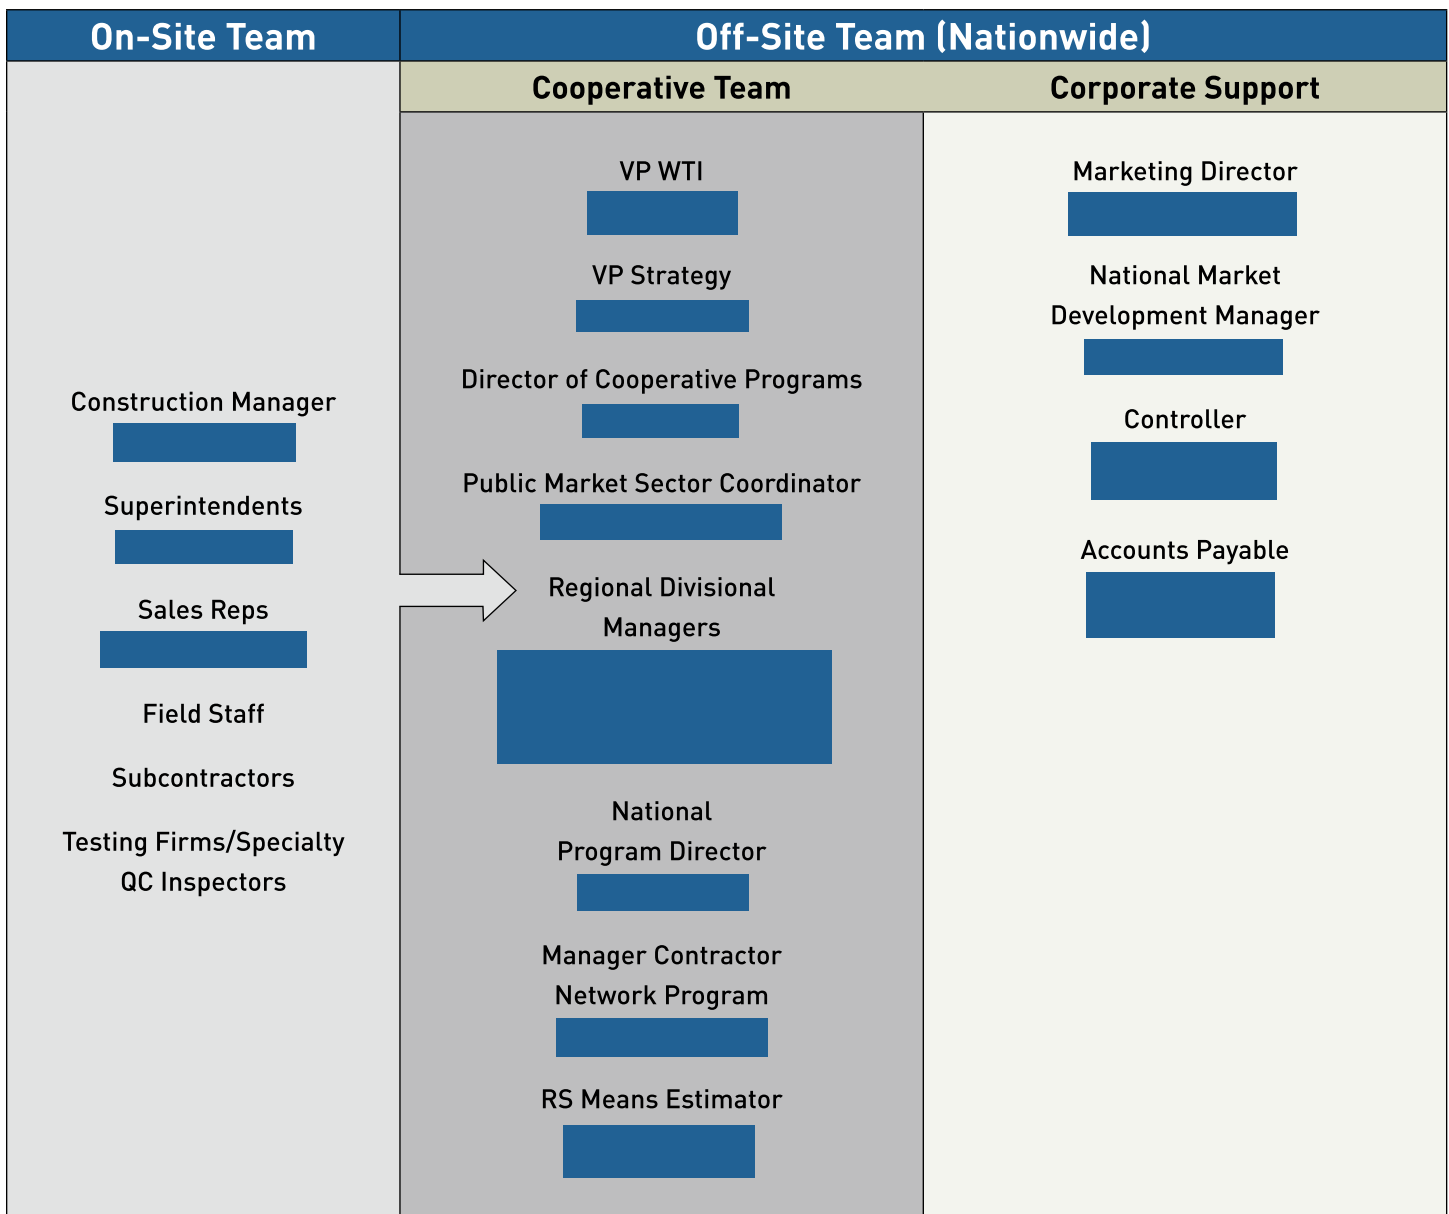 On-Site Team
Off-Site Team (Nationwide)
Cooperative Team
Corporate Support
Construction Manager
Superintendents
Sales Reps
Field Staff
Subcontractors
Testing Firms/Specialty
QC Inspectors
VP WTI
VP Strategy
Director of Cooperative Programs
Public Market Sector Coordinator
Regional Divisional
Managers
National
Program Director
Manager Contractor
Network Program
RS Means Estimator
Marketing Director
National Market
Development Manager
Controller
Accounts Payable